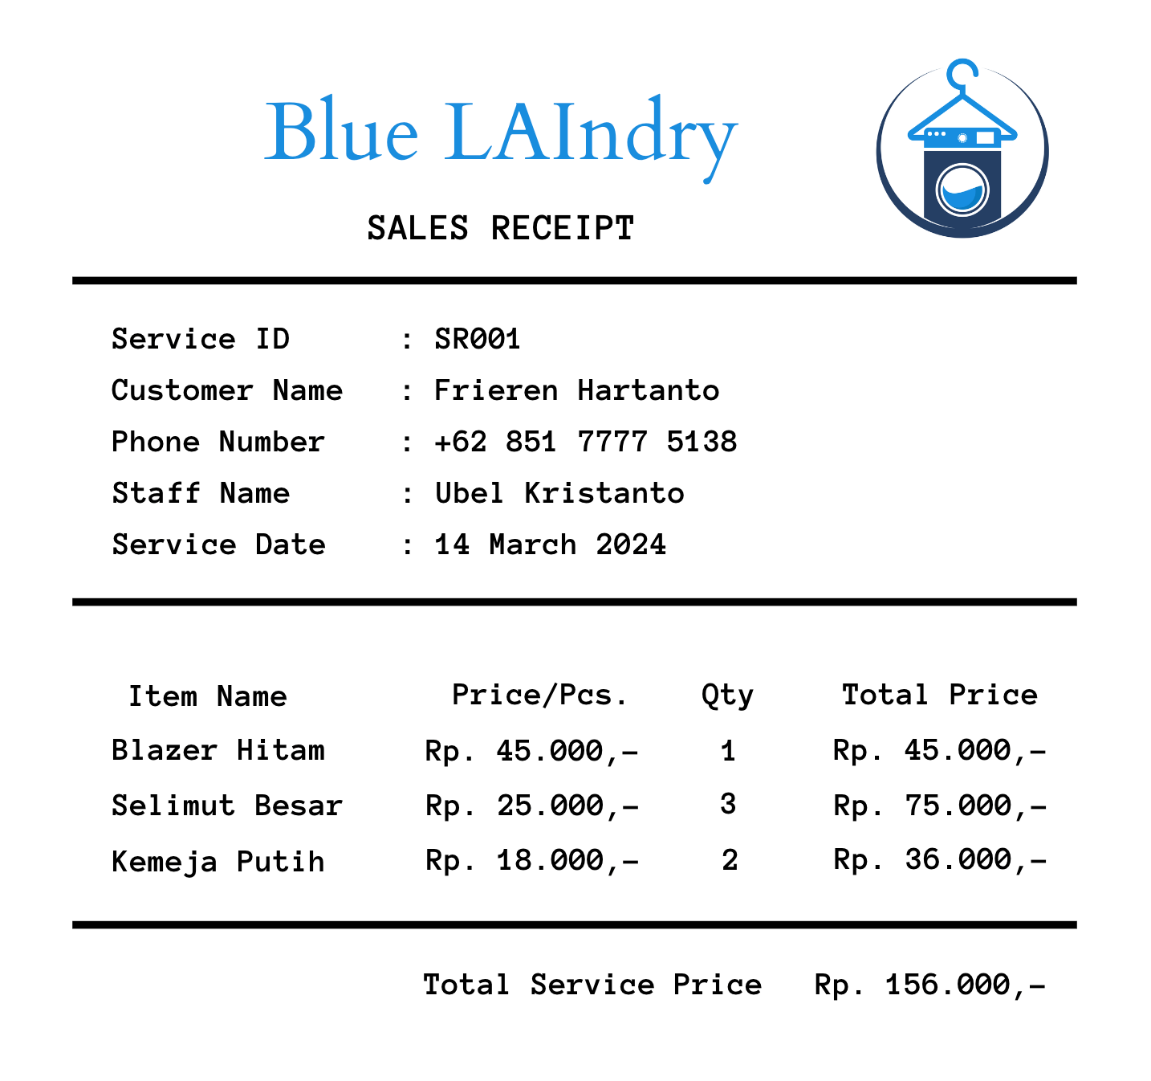 Blue LAIndry
SALES RECEIPT
Service ID : SR001
Customer Name : Frieren Hartanto
Phone Number : +62 851 7777 5138
Staff Name : Ubel Kristanto
Service Date : 14 March 2024
Item Name Price/Pcs. Qty Total Price
Blazer Hitam Rp. 45.000,- 1 Rp. 45.000,-
Selimut Besar Rp. 25.000,- 3 Rp. 75.000,-
Kemeja Putih Rp. 18.000,- 2 Rp. 36.000,-
Total Service Price Rp. 156.000,-